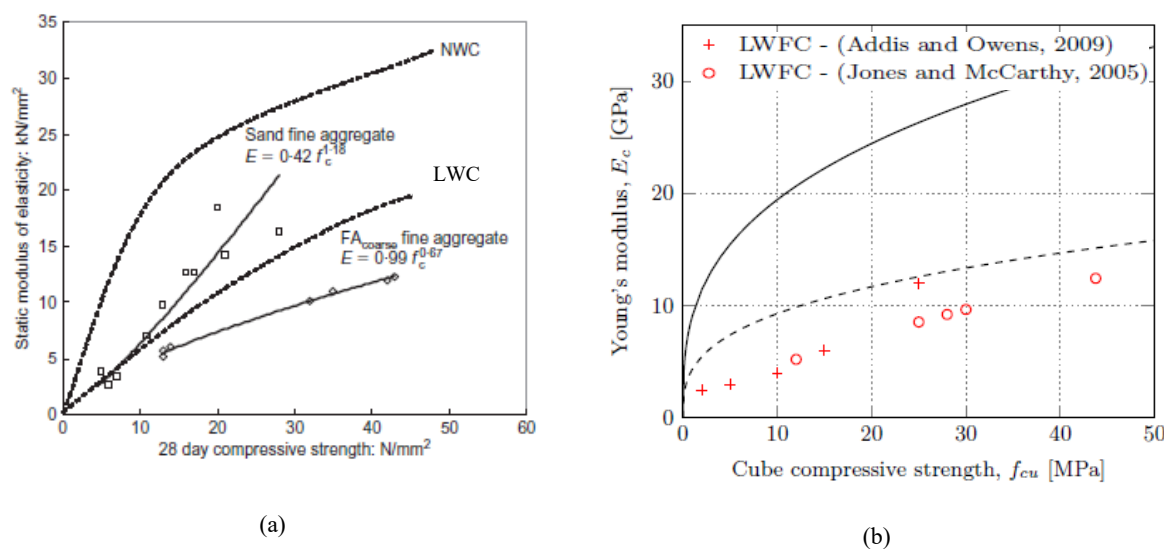 35
30
25
20
15
10
5
0
0 10 20 30 40 50 60
Static modulus of elasticity: kN/mm²
28 day compressive strength: N/mm²
NWC
Sand fine aggregate
E = 0·42 f_c^1·18
LWC
FA_coarse fine aggregate
E = 0·99 f_c^0·67
(a)
LWFC - (Addis and Owens, 2009)
LWFC - (Jones and McCarthy, 2005)
30
20
10
0
0 10 20 30 40 50
Young's modulus, E_c [GPa]
Cube compressive strength, f_cu [MPa]
(b)